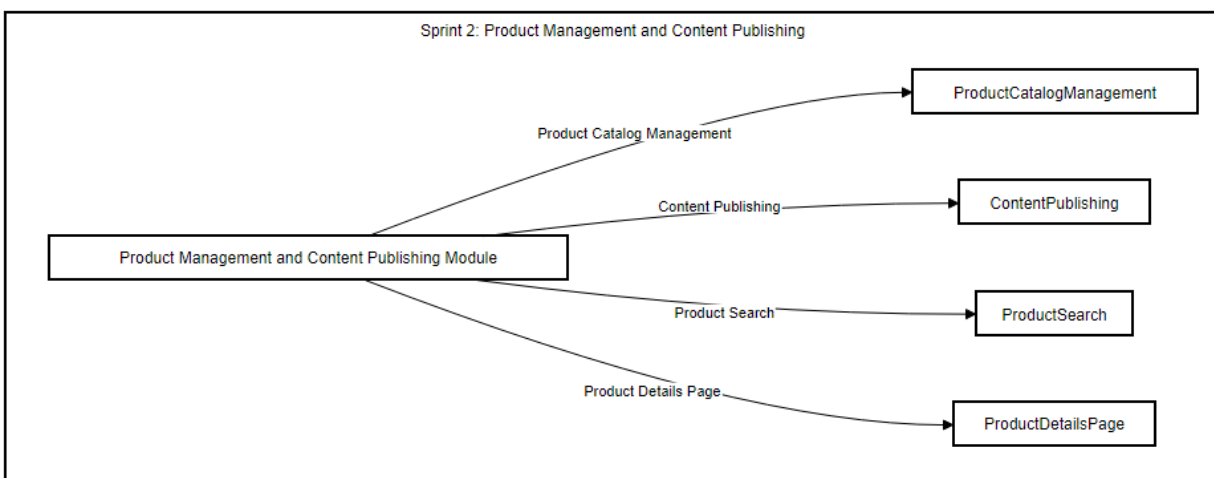 Sprint 2: Product Management and Content Publishing
ProductCatalogManagement
Product Catalog Management
ContentPublishing
Content Publishing
Product Management and Content Publishing Module
ProductSearch
Product Search
Product Details Page
ProductDetailsPage